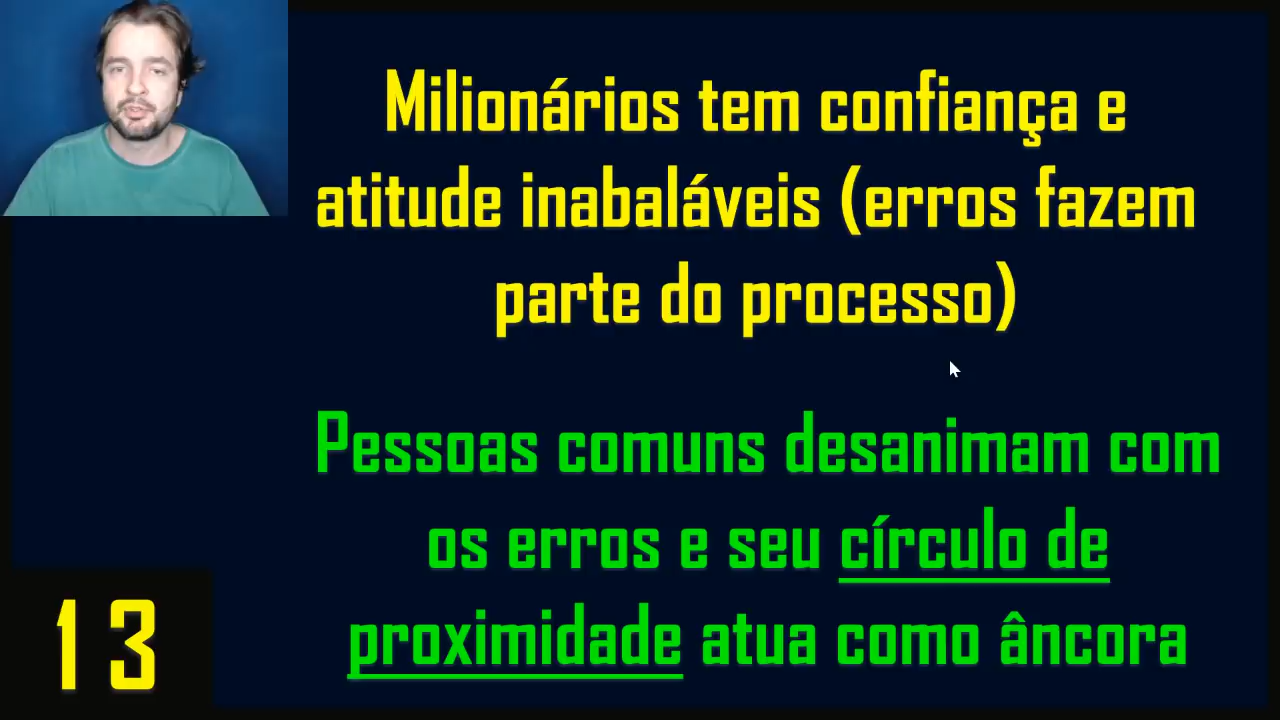 Milionários tem confiança e
atitude inabaláveis (erros fazem
parte do processo)
Pessoas comuns desanimam com
os erros e seu círculo de
proximidade atua como âncora
13